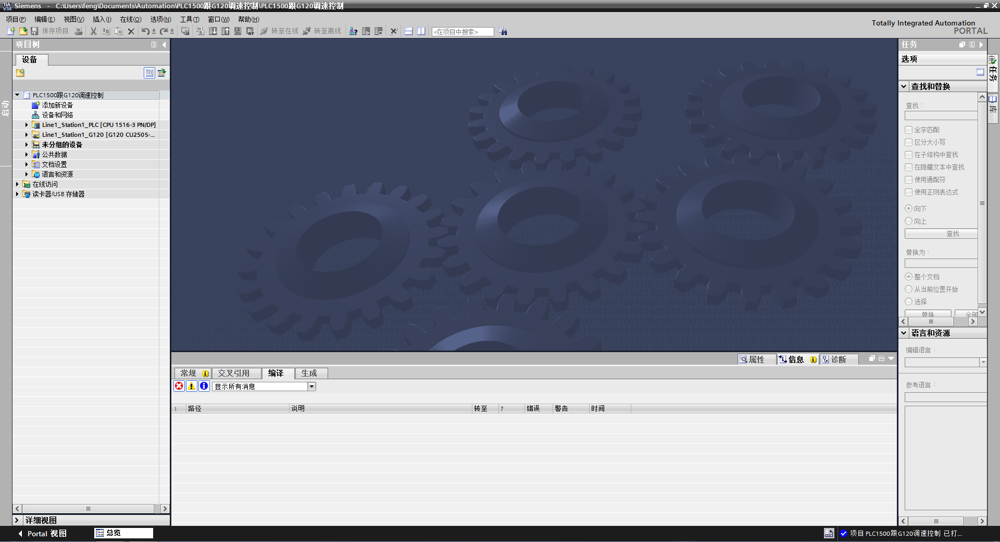 TIA V14 Siemens - C:\Users\feng\Documents\Automation\PLC1500跟G120调速控制\PLC1500跟G120调速控制
项目(P) 编辑(E) 视图(V) 插入(I) 在线(O) 选项(N) 工具(T) 窗口(W) 帮助(H)
Totally Integrated Automation
PORTAL
保存项目 转至在线 转至离线 <在项目中搜索>
项目树
设备
启动
PLC1500跟G120调速控制
添加新设备
设备和网络
Line1_Station1_PLC [CPU 1516-3 PN/DP]
Line1_Station1_G120 [G120 CU250S-...
未分组的设备
公共数据
文档设置
语言和资源
在线访问
读卡器/USB 存储器
详细视图
属性 信息 诊断
常规 交叉引用 编译 生成
显示所有消息
! 路径 说明 转至 ? 错误 警告 时间
任务
选项
查找和替换
查找：
全字匹配
区分大小写
在子结构中查找
在隐藏文本中查找
使用通配符
使用正则表达式
向下
向上
查找
替换为：
整个文档
从当前位置开始
选择
替换 全部
语言和资源
编辑语言：
参考语言：
任务
库
Portal 视图 总览
项目 PLC1500跟G120调速控制 已打...